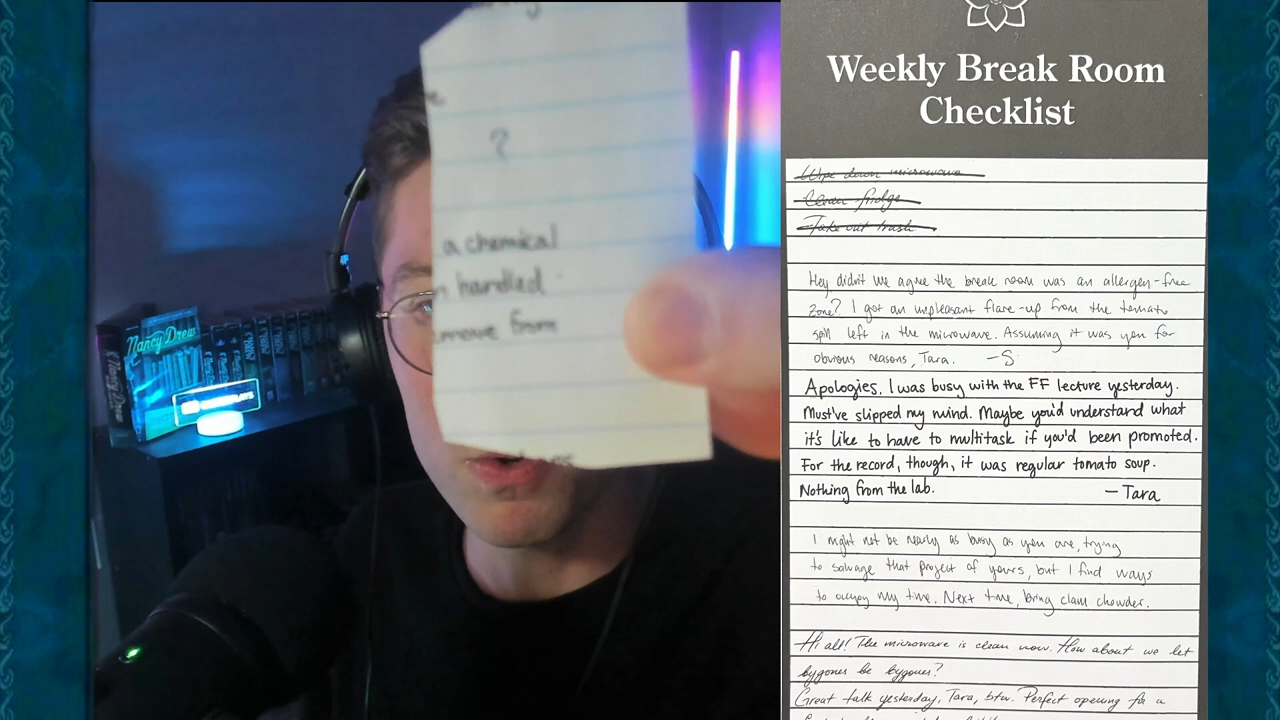 ?
a chemical
handled
from
Nancy Drew
Weekly Break Room
Checklist
Wipe down microwave
Clean fridge
Take out trash
Hey didn't we agree the break room was an allergen-free
zone? I got an unpleasant flare-up from the tomato
spill left in the microwave. Assuming it was you for
obvious reasons, Tara. -S
Apologies. I was busy with the FF lecture yesterday.
Must've slipped my mind. Maybe you'd understand what
it's like to have to multitask if you'd been promoted.
For the record, though, it was regular tomato soup.
Nothing from the lab. - Tara
I might not be nearly as busy as you are, trying
to salvage that project of yours, but I find ways
to occupy my time. Next time, bring clam chowder.
Hi all! The microwave is clean now. How about we let
bygones be bygones?
Great talk yesterday, Tara, btw. Perfect opening for a